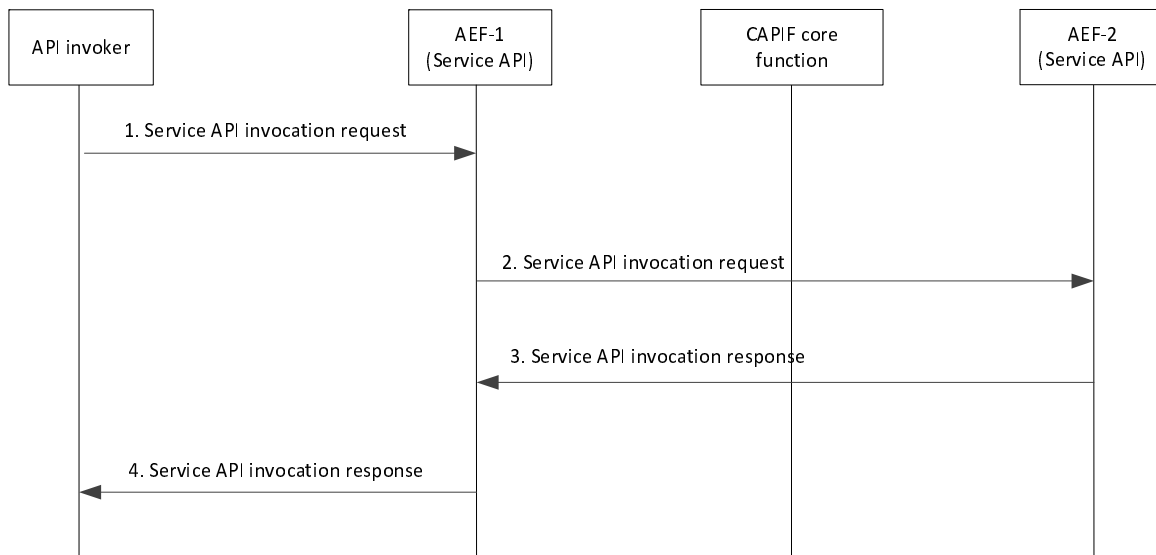 API invoker
AEF-1
(Service API)
CAPIF core
function
AEF-2
(Service API)
1. Service API invocation request
2. Service API invocation request
3. Service API invocation response
4. Service API invocation response